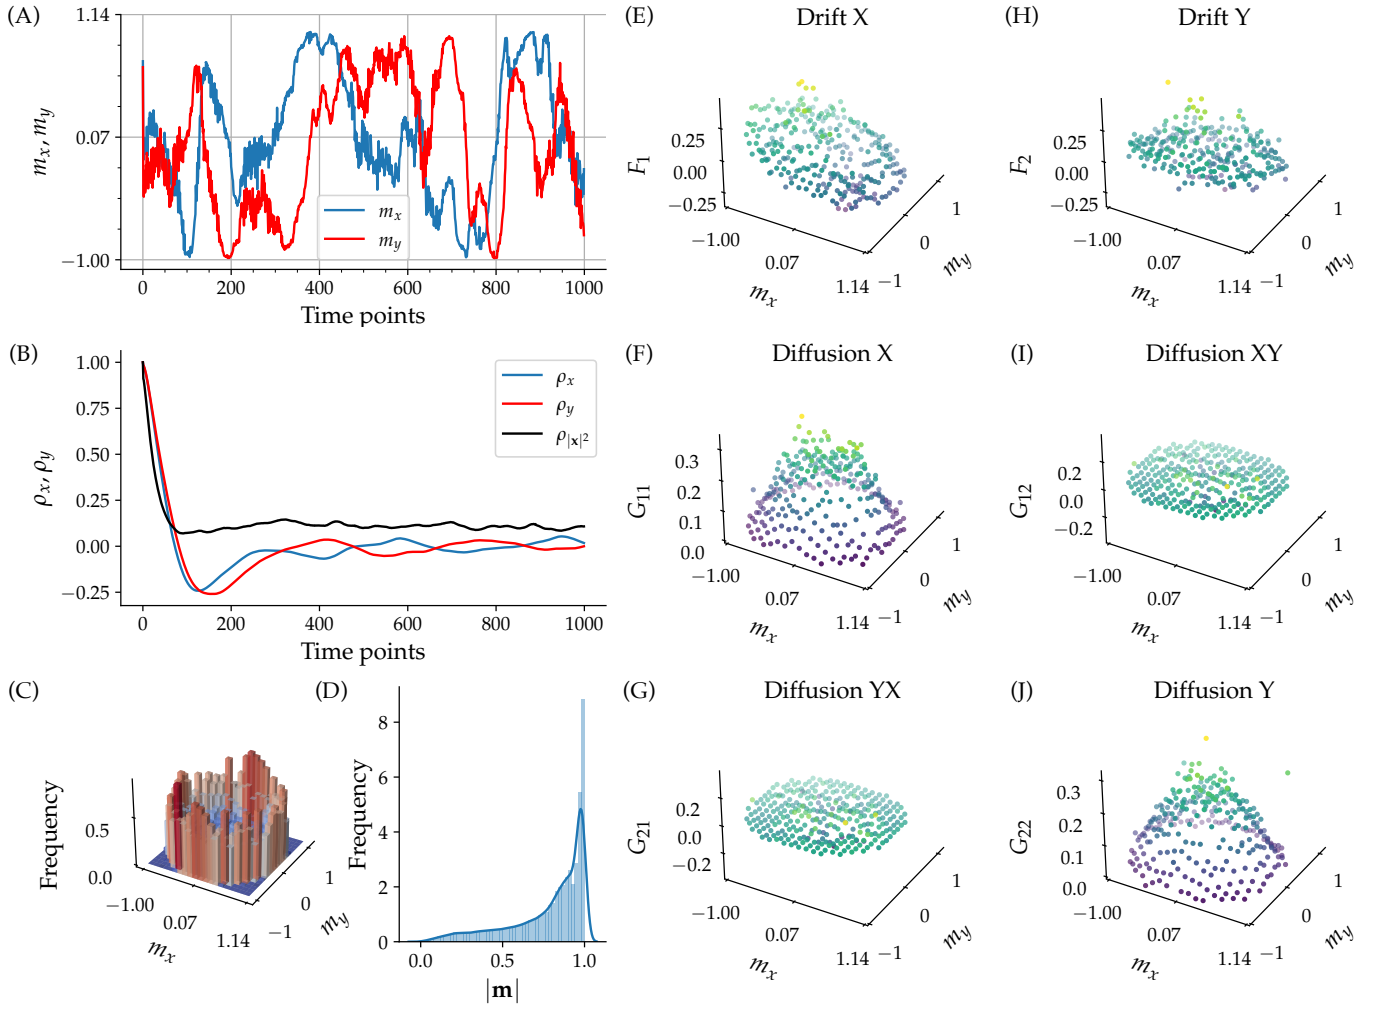 (A)
1.14
0.07
−1.00
m_x, m_y
m_x
m_y
0 200 400 600 800 1000
Time points
(B)
1.00
0.75
0.50
0.25
0.00
−0.25
ρ_x, ρ_y
ρ_x
ρ_y
ρ_|x|²
0 200 400 600 800 1000
Time points
(C)
Frequency
0.5
0.0
−1.00
0.07
1.14
m_x
−1
0
1
m_y
(D)
Frequency
8
6
4
2
0
0.0 0.5 1.0
|m|
(E)
Drift X
F_1
0.25
0.00
−0.25
−1.00
0.07
1.14
m_x
−1
0
1
m_y
(H)
Drift Y
F_2
0.25
0.00
−0.25
−1.00
0.07
1.14
m_x
−1
0
1
m_y
(F)
Diffusion X
G_11
0.3
0.2
0.1
0.0
−1.00
0.07
1.14
m_x
−1
0
1
m_y
(I)
Diffusion XY
G_12
0.2
0.0
−0.2
−1.00
0.07
1.14
m_x
−1
0
1
m_y
(G)
Diffusion YX
G_21
0.2
0.0
−0.2
−1.00
0.07
1.14
m_x
−1
0
1
m_y
(J)
Diffusion Y
G_22
0.3
0.2
0.1
0.0
−1.00
0.07
1.14
m_x
−1
0
1
m_y